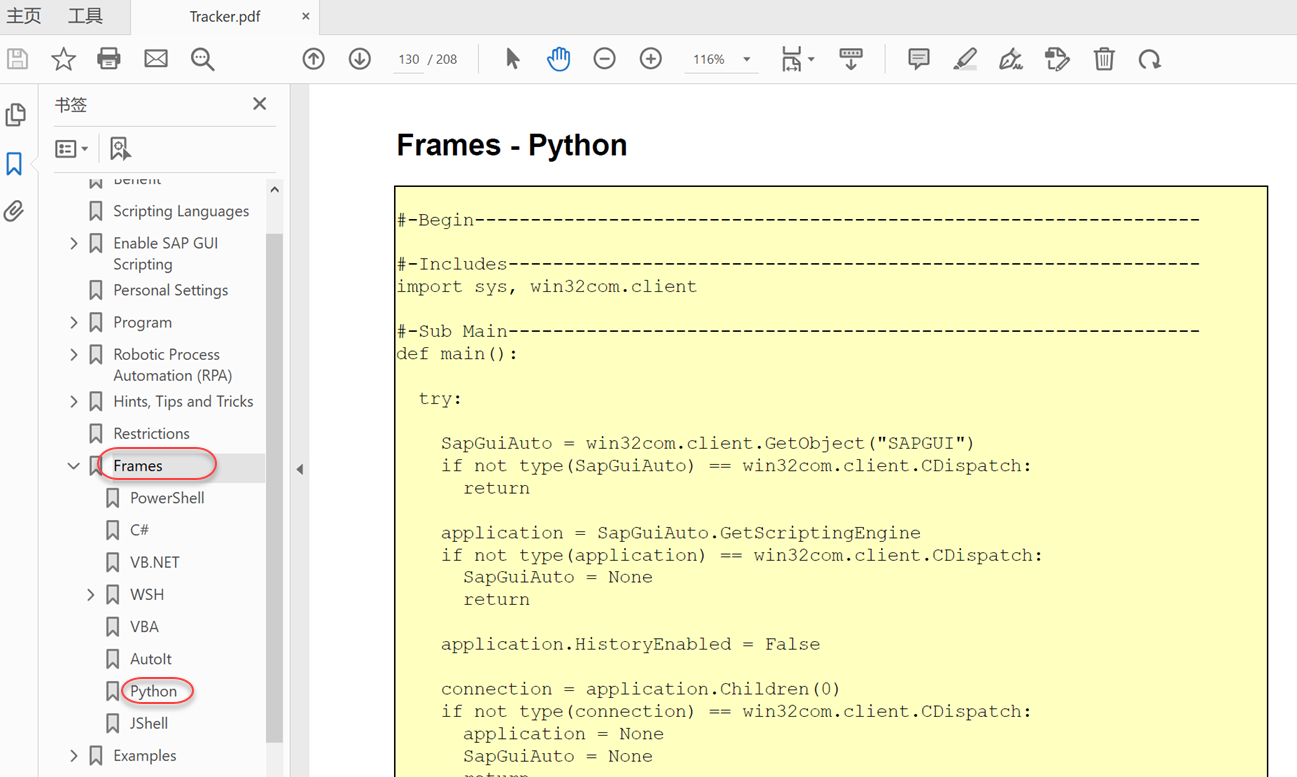 主页 工具 Tracker.pdf ×
130 / 208 116%
书签
Benefit
Scripting Languages
Enable SAP GUI
Scripting
Personal Settings
Program
Robotic Process
Automation (RPA)
Hints, Tips and Tricks
Restrictions
Frames
PowerShell
C#
VB.NET
WSH
VBA
AutoIt
Python
JShell
Examples
Frames - Python
#-Begin-----------------------------------------------------------------
#-Includes--------------------------------------------------------------
import sys, win32com.client
#-Sub Main--------------------------------------------------------------
def main():
try:
SapGuiAuto = win32com.client.GetObject("SAPGUI")
if not type(SapGuiAuto) == win32com.client.CDispatch:
return
application = SapGuiAuto.GetScriptingEngine
if not type(application) == win32com.client.CDispatch:
SapGuiAuto = None
return
application.HistoryEnabled = False
connection = application.Children(0)
if not type(connection) == win32com.client.CDispatch:
application = None
SapGuiAuto = None